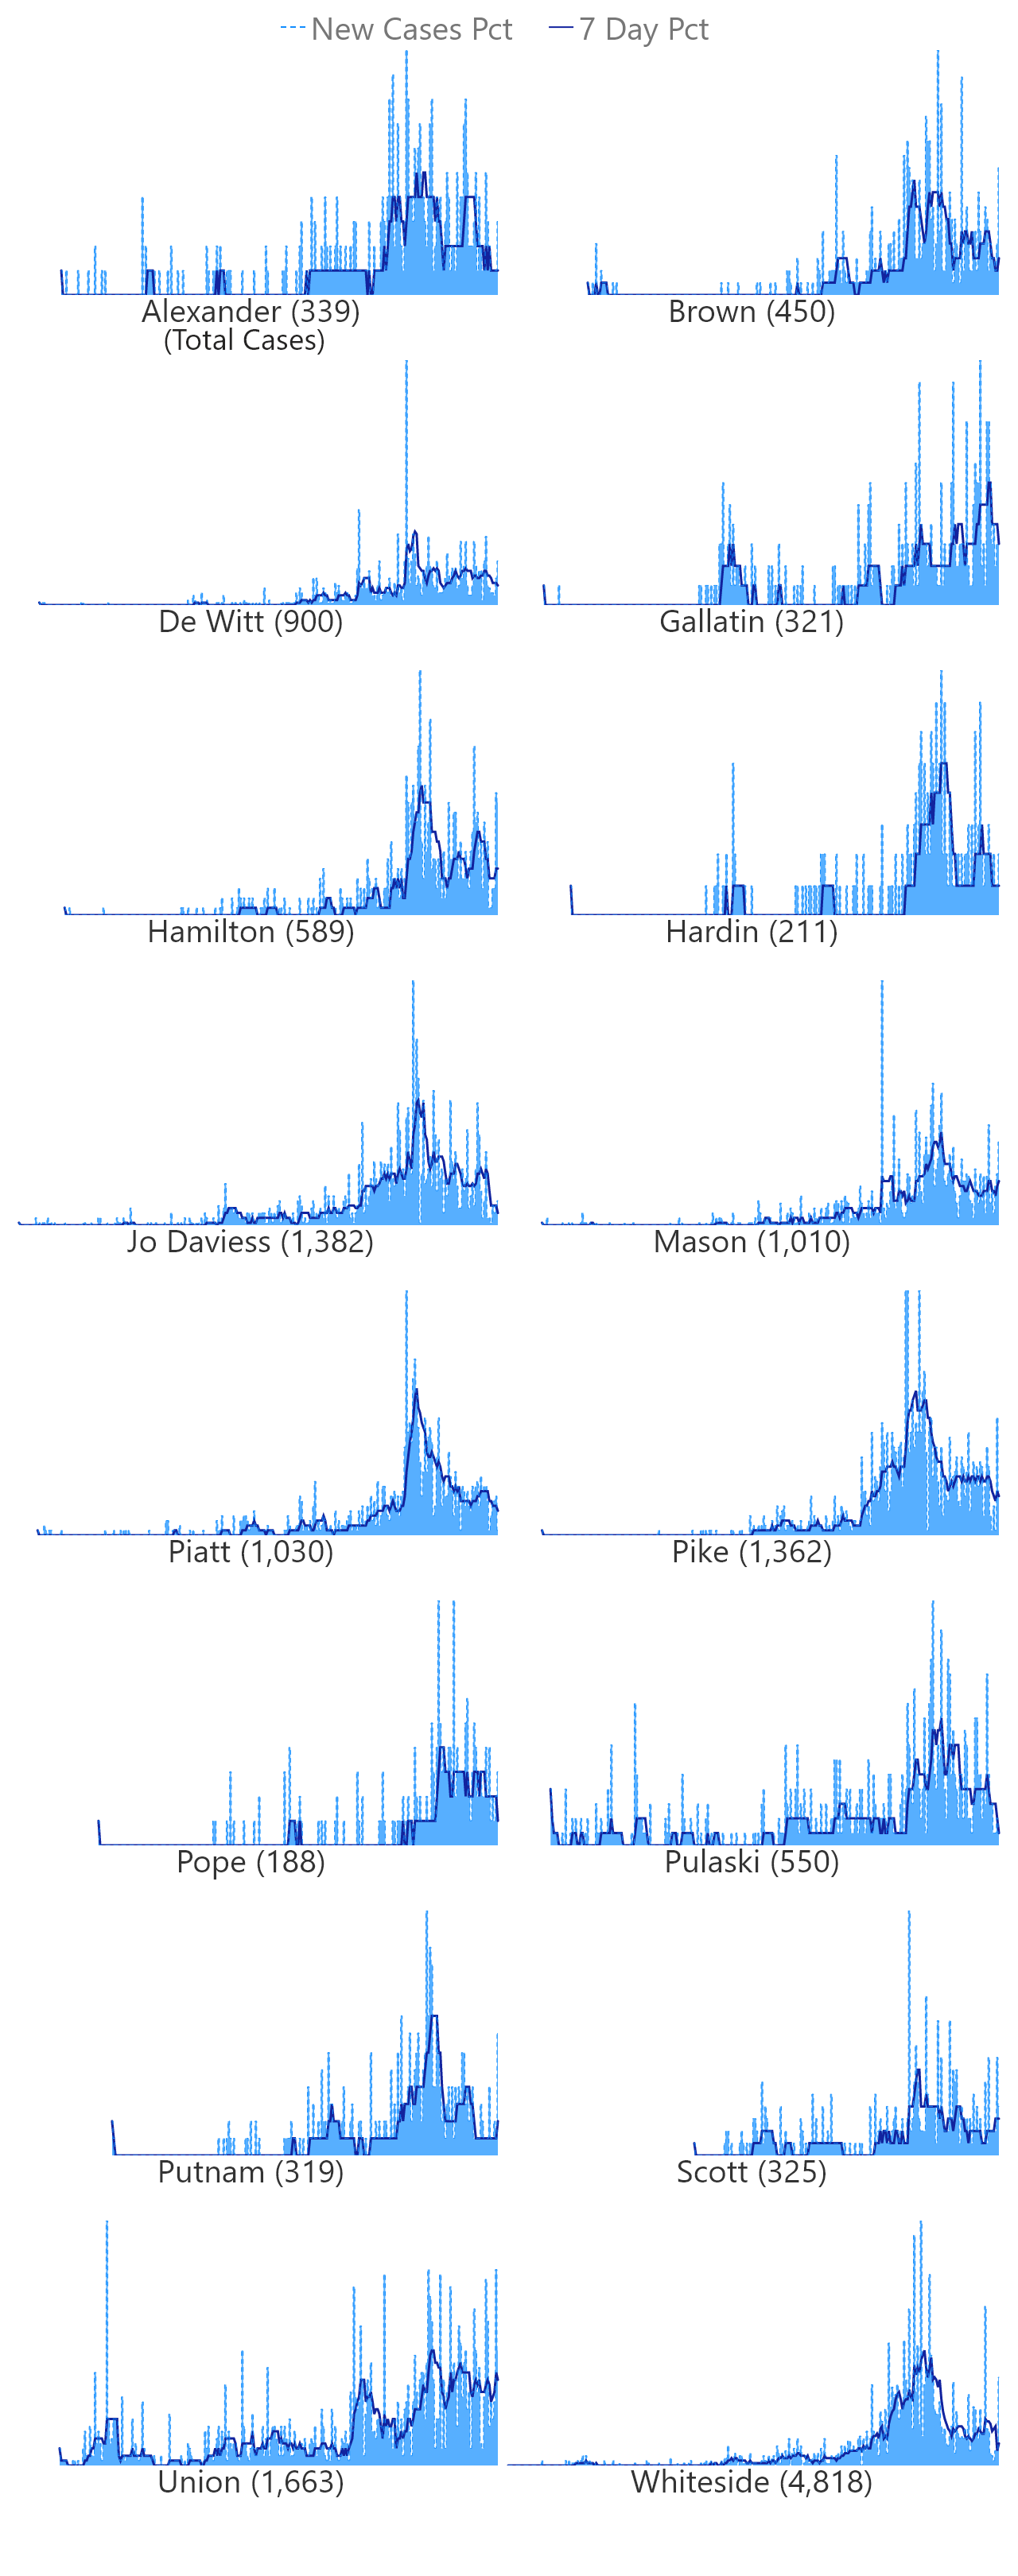 New Cases Pct 7 Day Pct
Alexander (339) Brown (450)
(Total Cases)
De Witt (900) Gallatin (321)
Hamilton (589) Hardin (211)
Jo Daviess (1,382) Mason (1,010)
Piatt (1,030) Pike (1,362)
Pope (188) Pulaski (550)
Putnam (319) Scott (325)
Union (1,663) Whiteside (4,818)